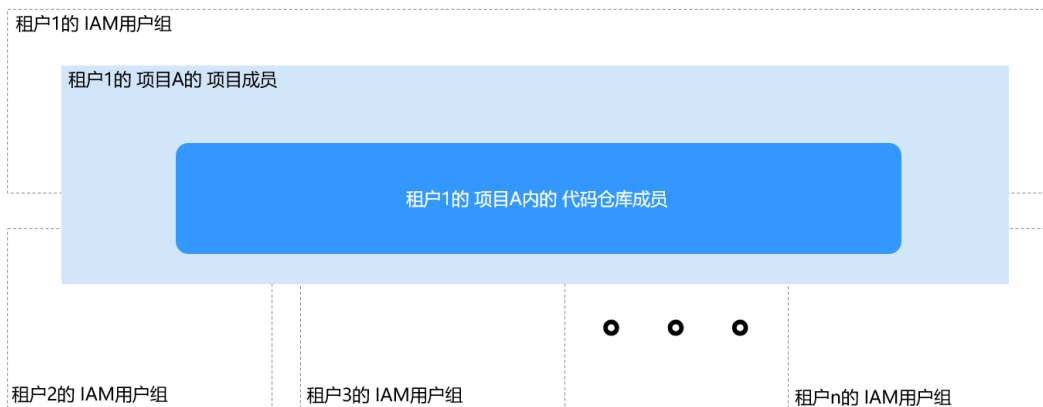 租户1的 IAM用户组
租户1的 项目A的 项目成员
租户1的 项目A内的 代码仓库成员
租户2的 IAM用户组
租户3的 IAM用户组
租户n的 IAM用户组